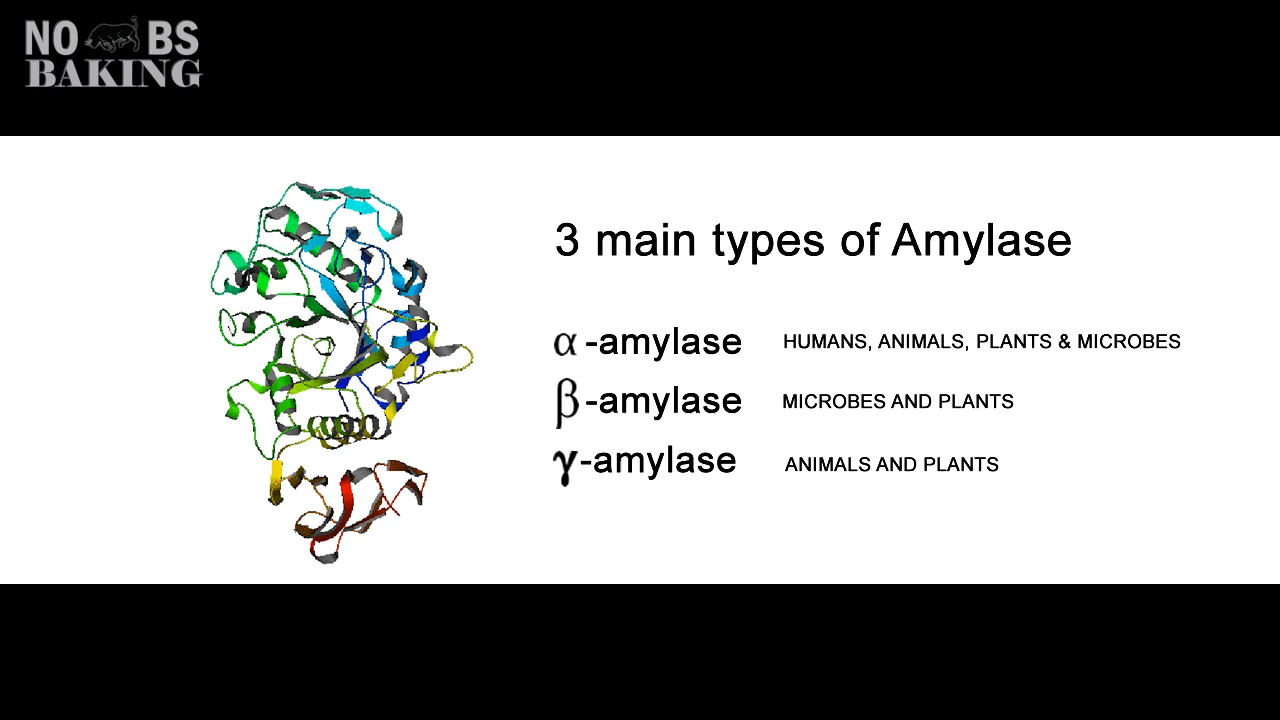 NO BS
BAKING
3 main types of Amylase
α-amylase HUMANS, ANIMALS, PLANTS & MICROBES
β-amylase MICROBES AND PLANTS
γ-amylase ANIMALS AND PLANTS